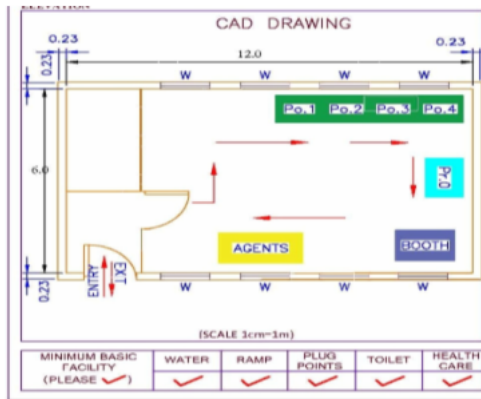 ELEVATION
CAD DRAWING
0.23
12.0
0.23
0.23
W W W W
Po.1 Po.2 Po.3 Po.4
6.0
Pr.O
AGENTS
BOOTH
ENTRY
EXT
0.23
W W W W
(SCALE 1cm=1m)
MINIMUM BASIC FACILITY (PLEASE ✓)
WATER
RAMP
PLUG POINTS
TOILET
HEALTH CARE
✓ ✓ ✓ ✓ ✓